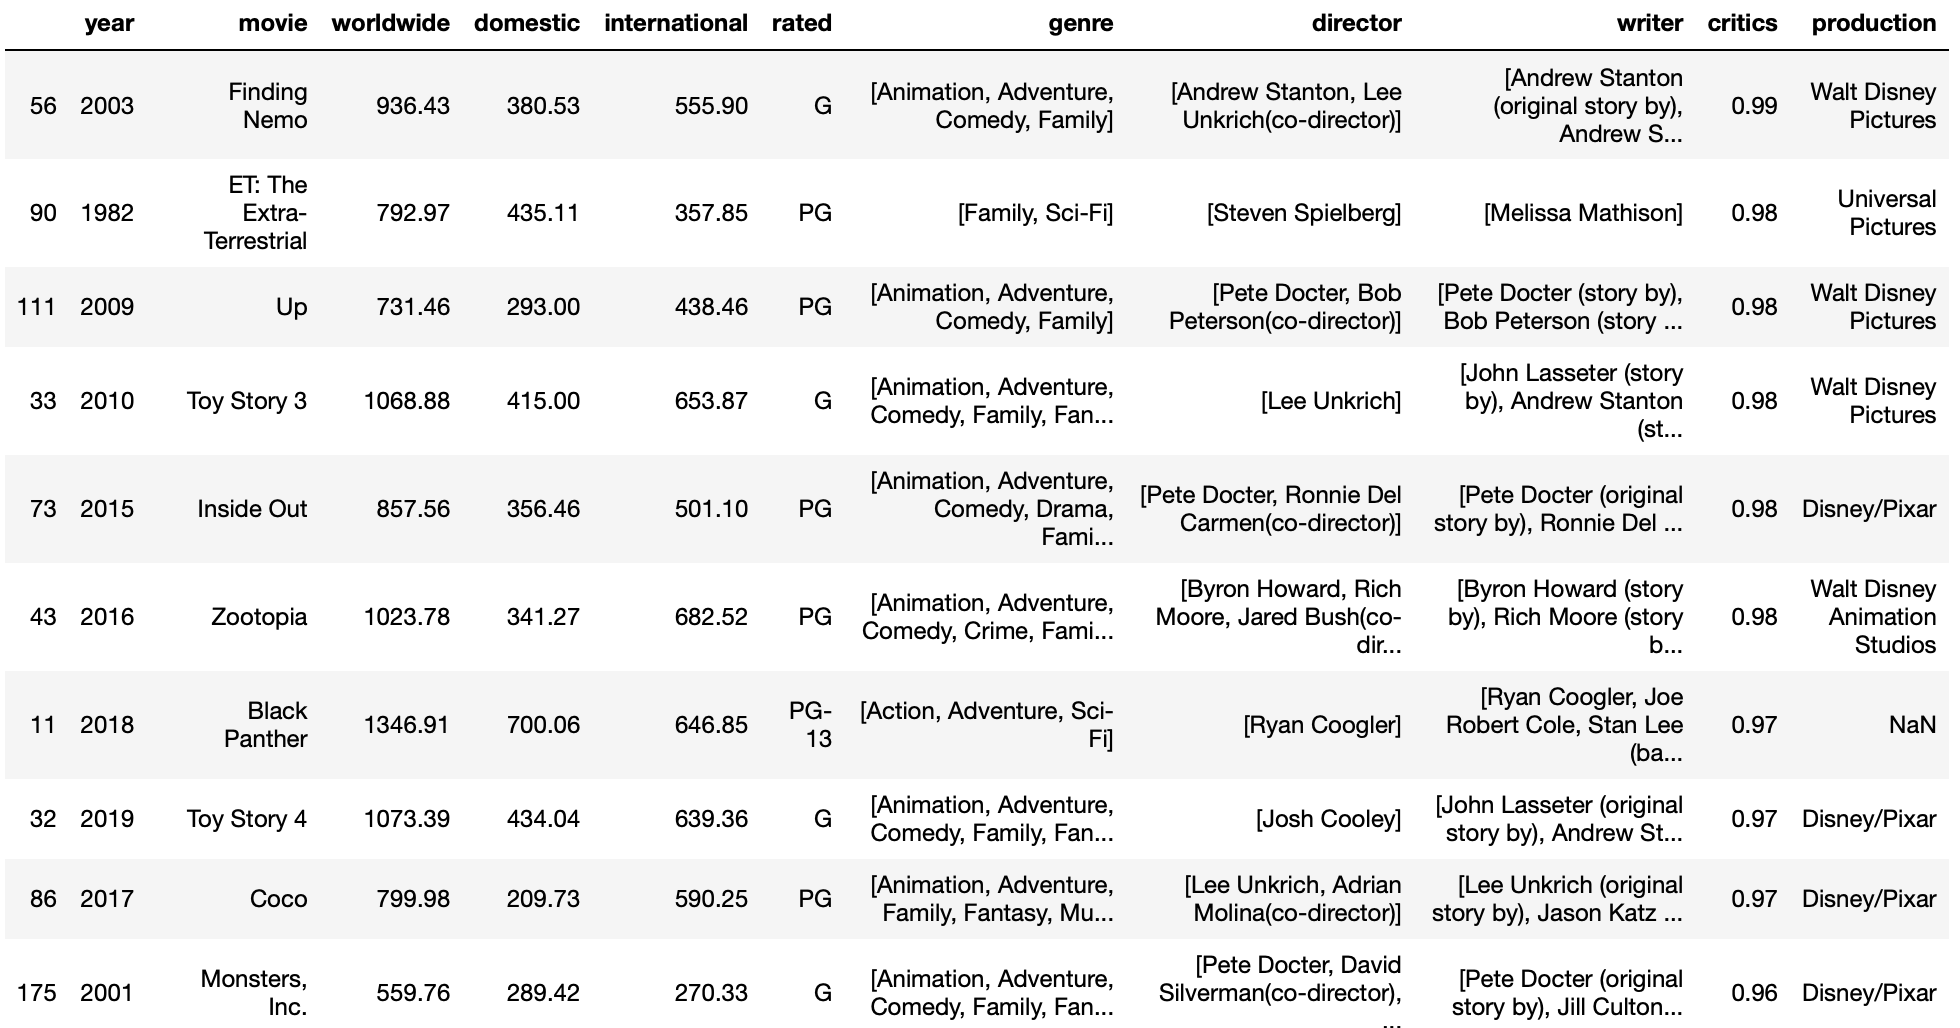 year movie worldwide domestic international rated genre director writer critics production
56 2003 Finding Nemo 936.43 380.53 555.90 G [Animation, Adventure, Comedy, Family] [Andrew Stanton, Lee Unkrich(co-director)] [Andrew Stanton (original story by), Andrew S... 0.99 Walt Disney Pictures
90 1982 ET: The Extra-Terrestrial 792.97 435.11 357.85 PG [Family, Sci-Fi] [Steven Spielberg] [Melissa Mathison] 0.98 Universal Pictures
111 2009 Up 731.46 293.00 438.46 PG [Animation, Adventure, Comedy, Family] [Pete Docter, Bob Peterson(co-director)] [Pete Docter (story by), Bob Peterson (story ... 0.98 Walt Disney Pictures
33 2010 Toy Story 3 1068.88 415.00 653.87 G [Animation, Adventure, Comedy, Family, Fan... [Lee Unkrich] [John Lasseter (story by), Andrew Stanton (st... 0.98 Walt Disney Pictures
73 2015 Inside Out 857.56 356.46 501.10 PG [Animation, Adventure, Comedy, Drama, Fami... [Pete Docter, Ronnie Del Carmen(co-director)] [Pete Docter (original story by), Ronnie Del ... 0.98 Disney/Pixar
43 2016 Zootopia 1023.78 341.27 682.52 PG [Animation, Adventure, Comedy, Crime, Fami... [Byron Howard, Rich Moore, Jared Bush(co-dir... [Byron Howard (story by), Rich Moore (story b... 0.98 Walt Disney Animation Studios
11 2018 Black Panther 1346.91 700.06 646.85 PG-13 [Action, Adventure, Sci-Fi] [Ryan Coogler] [Ryan Coogler, Joe Robert Cole, Stan Lee (ba... 0.97 NaN
32 2019 Toy Story 4 1073.39 434.04 639.36 G [Animation, Adventure, Comedy, Family, Fan... [Josh Cooley] [John Lasseter (original story by), Andrew St... 0.97 Disney/Pixar
86 2017 Coco 799.98 209.73 590.25 PG [Animation, Adventure, Family, Fantasy, Mu... [Lee Unkrich, Adrian Molina(co-director)] [Lee Unkrich (original story by), Jason Katz ... 0.97 Disney/Pixar
175 2001 Monsters, Inc. 559.76 289.42 270.33 G [Animation, Adventure, Comedy, Family, Fan... [Pete Docter, David Silverman(co-director), ... [Pete Docter (original story by), Jill Culton... 0.96 Disney/Pixar